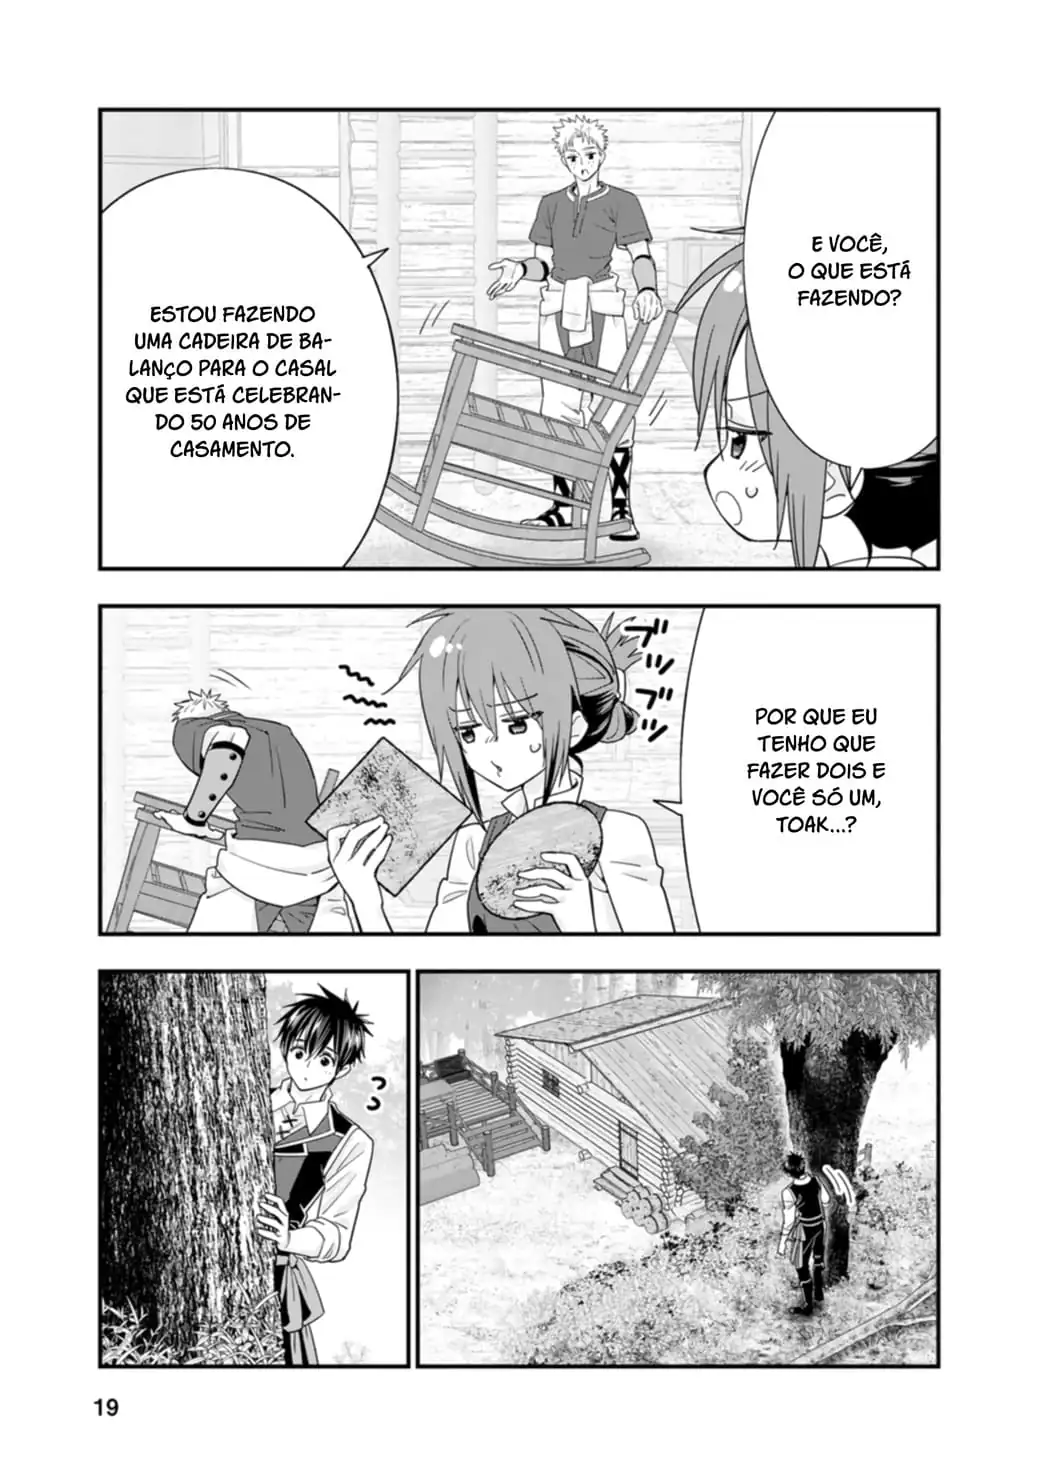 E VOCÊ,
O QUE ESTÁ
FAZENDO?
ESTOU FAZENDO
UMA CADEIRA DE BA-
LANÇO PARA O CASAL
QUE ESTÁ CELEBRAN-
DO 50 ANOS DE
CASAMENTO.
ブツブツ
POR QUE EU
TENHO QUE
FAZER DOIS E
VOCÊ SÓ UM,
TOAK...?
19